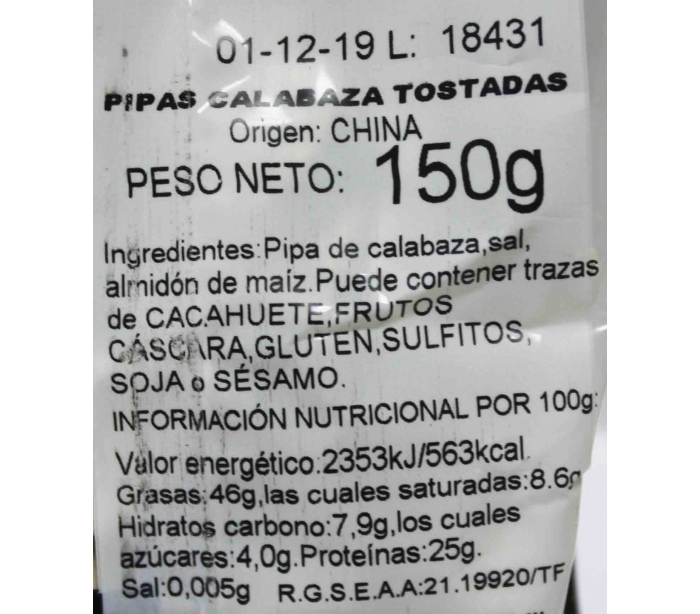 01-12-19 L: 18431
PIPAS CALABAZA TOSTADAS
Origen: CHINA
PESO NETO: 150g
Ingredientes:Pipa de calabaza,sal,
almidón de maíz.Puede contener trazas
de CACAHUETE,FRUTOS
CÁSCARA,GLUTEN,SULFITOS,
SOJA o SÉSAMO.
INFORMACIÓN NUTRICIONAL POR 100g:
Valor energético:2353kJ/563kcal.
Grasas:46g,las cuales saturadas:8.6g
Hidratos carbono:7,9g,los cuales
azúcares:4,0g.Proteínas:25g.
Sal:0,005g R.G.S.E.A.A:21.19920/TF